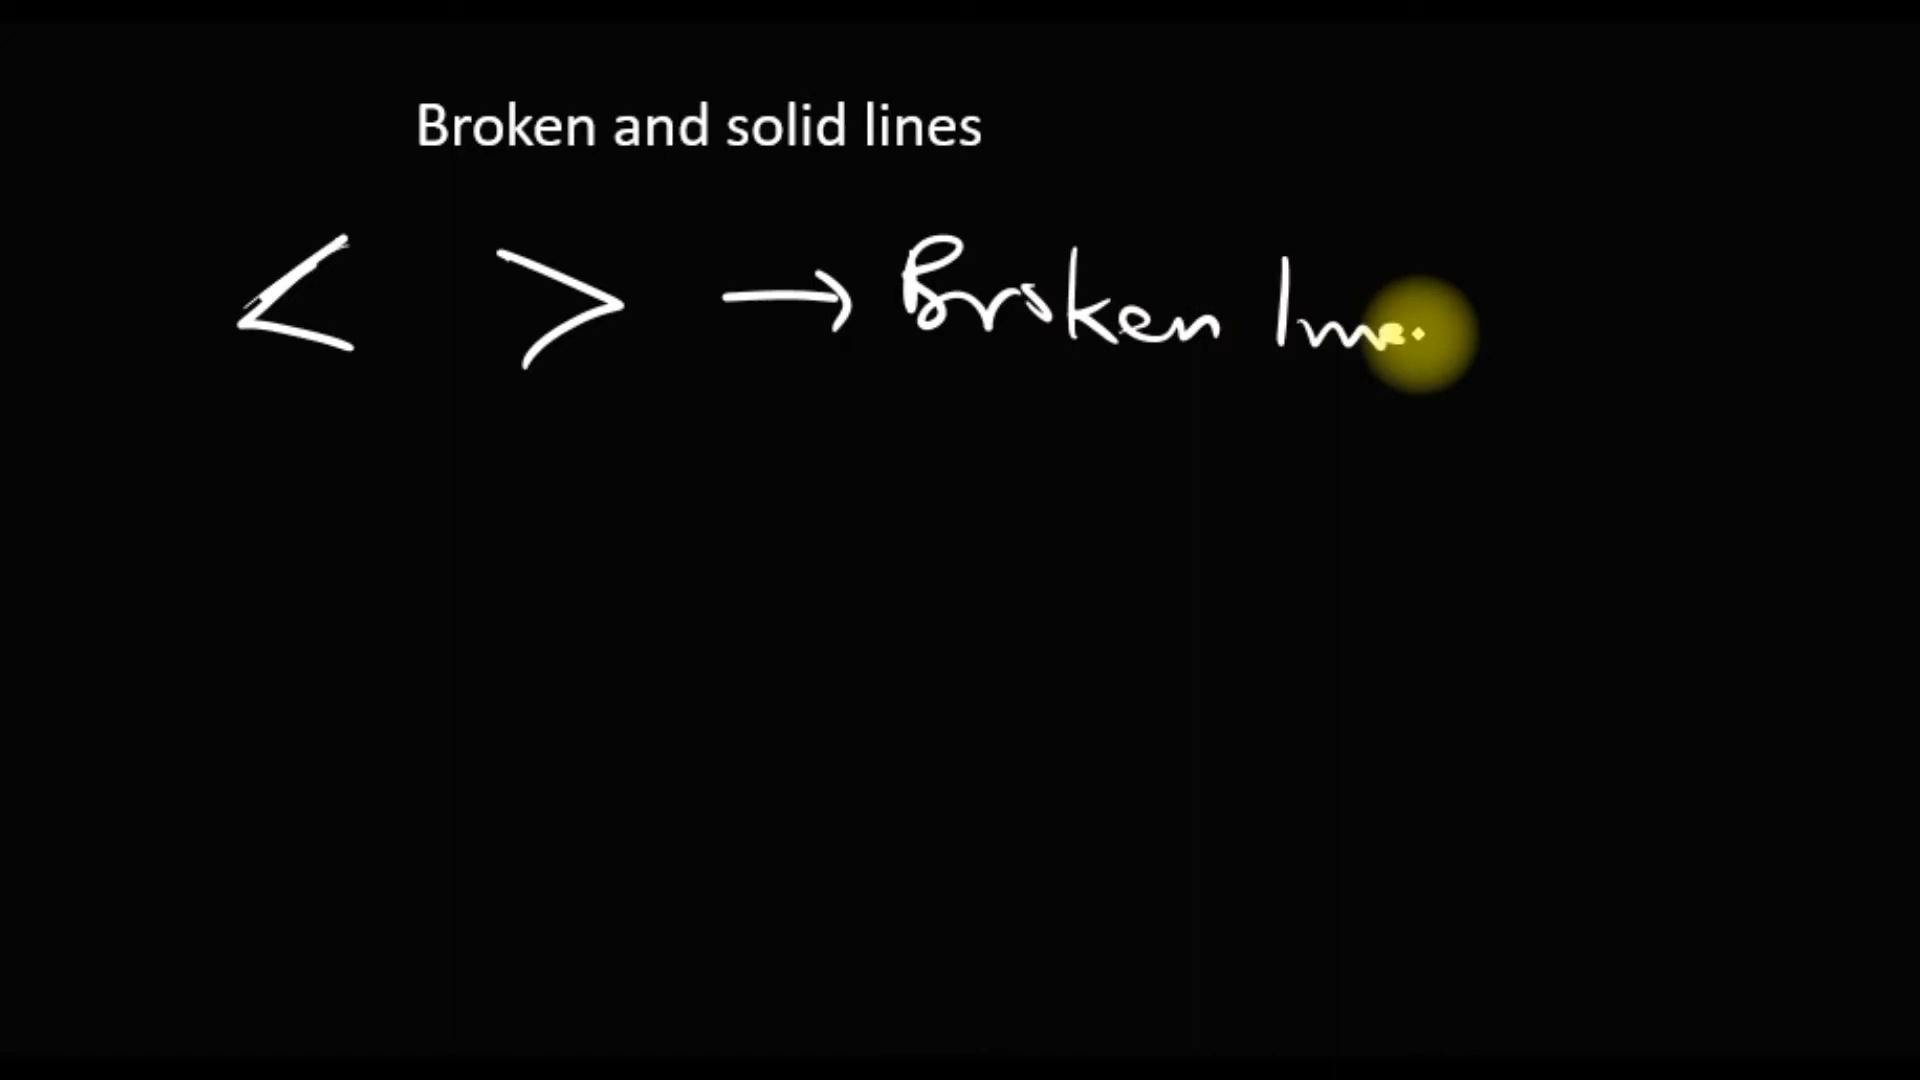 Broken and solid lines
< > → Broken line.